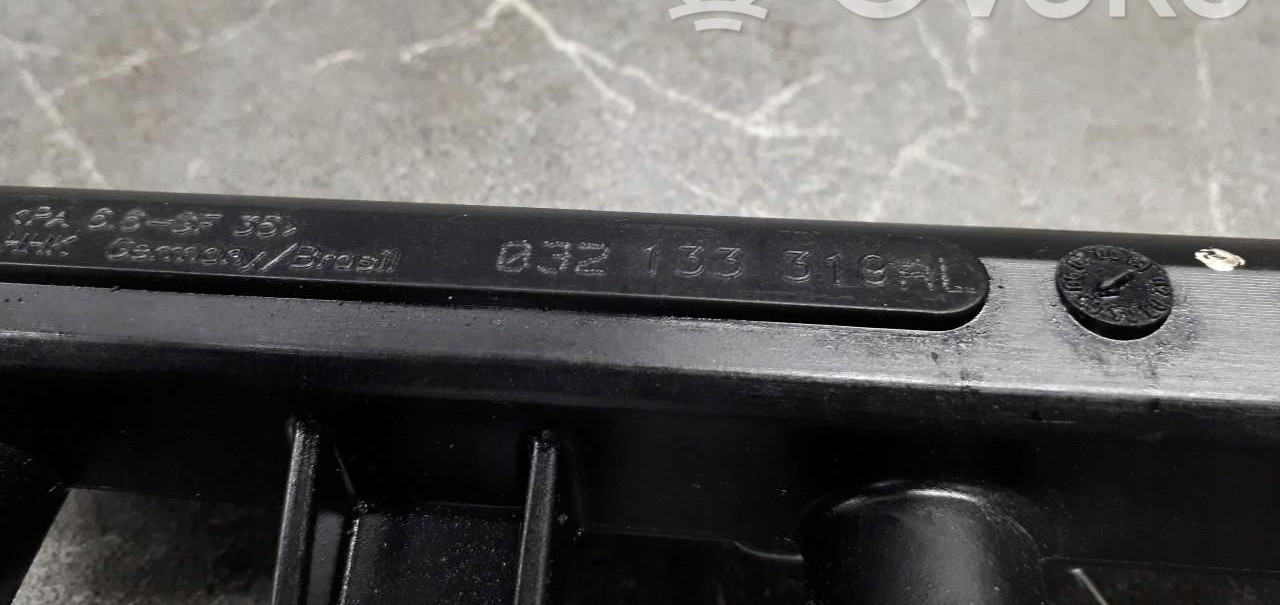 >PA 6.6-GF 35<
HHK Germany/Brasil 032 133 319 AL